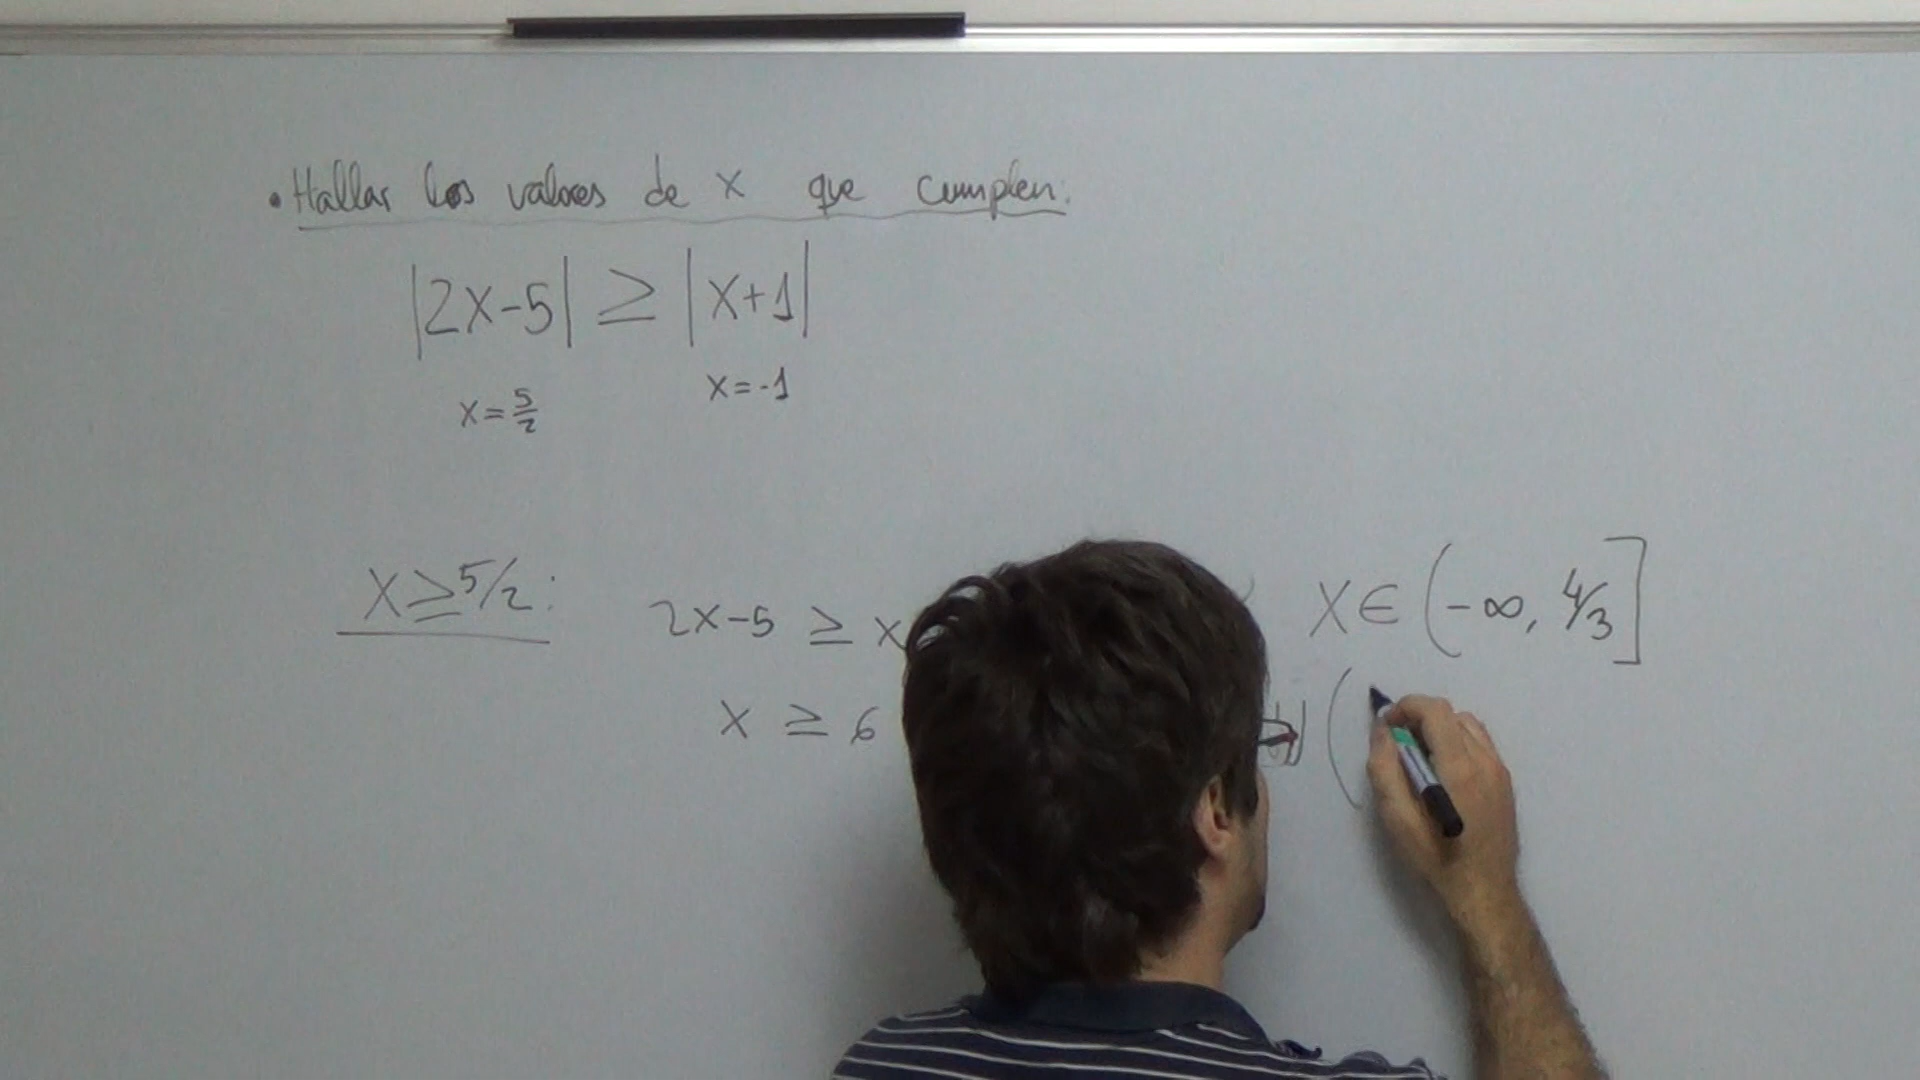 • Hallar los valores de x que cumplen:
|2x-5| ≥ |x+1|
x=5/2
x=-1
x≥5/2:
2x-5 ≥ x
x ∈ (-∞, 4/3]
x ≥ 6
(